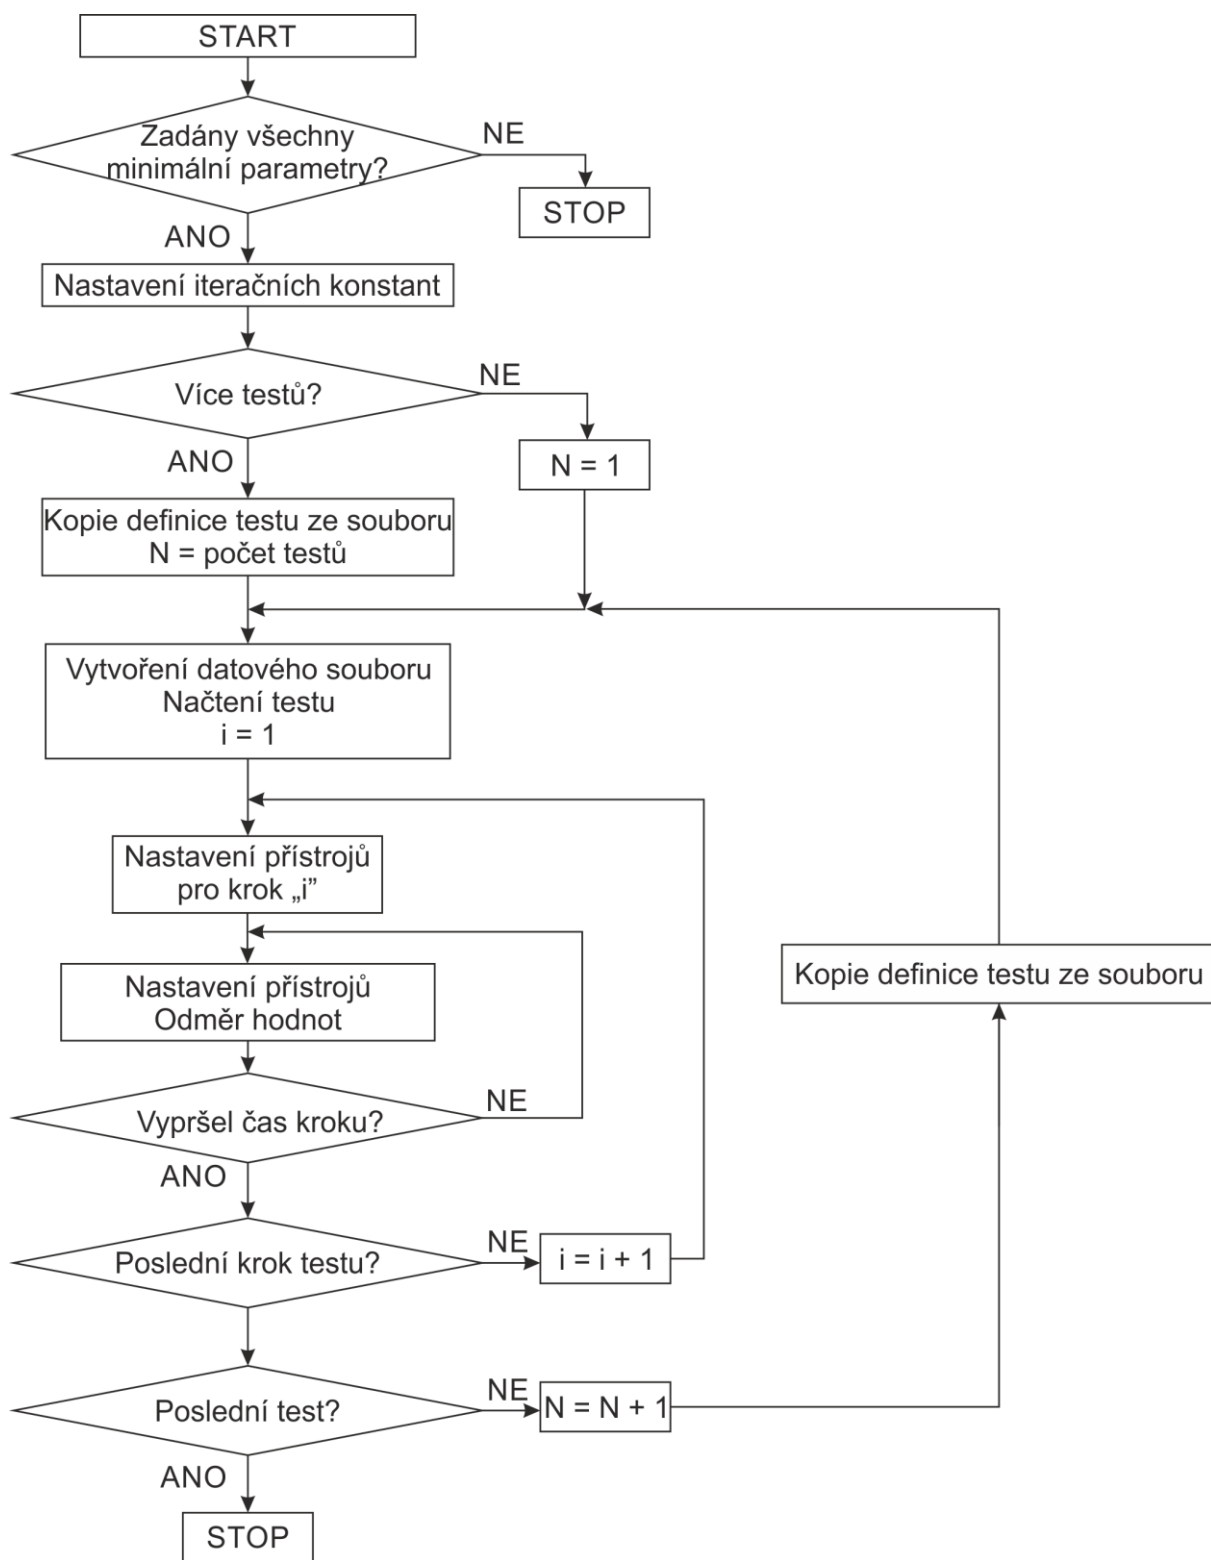 START
Zadány všechny
minimální parametry?
NE
STOP
ANO
Nastavení iteračních konstant
Více testů?
NE
N = 1
ANO
Kopie definice testu ze souboru
N = počet testů
Vytvoření datového souboru
Načtení testu
i = 1
Nastavení přístrojů
pro krok „i”
Nastavení přístrojů
Odměr hodnot
Kopie definice testu ze souboru
Vypršel čas kroku?
NE
ANO
Poslední krok testu?
NE
i = i + 1
Poslední test?
NE
N = N + 1
ANO
STOP